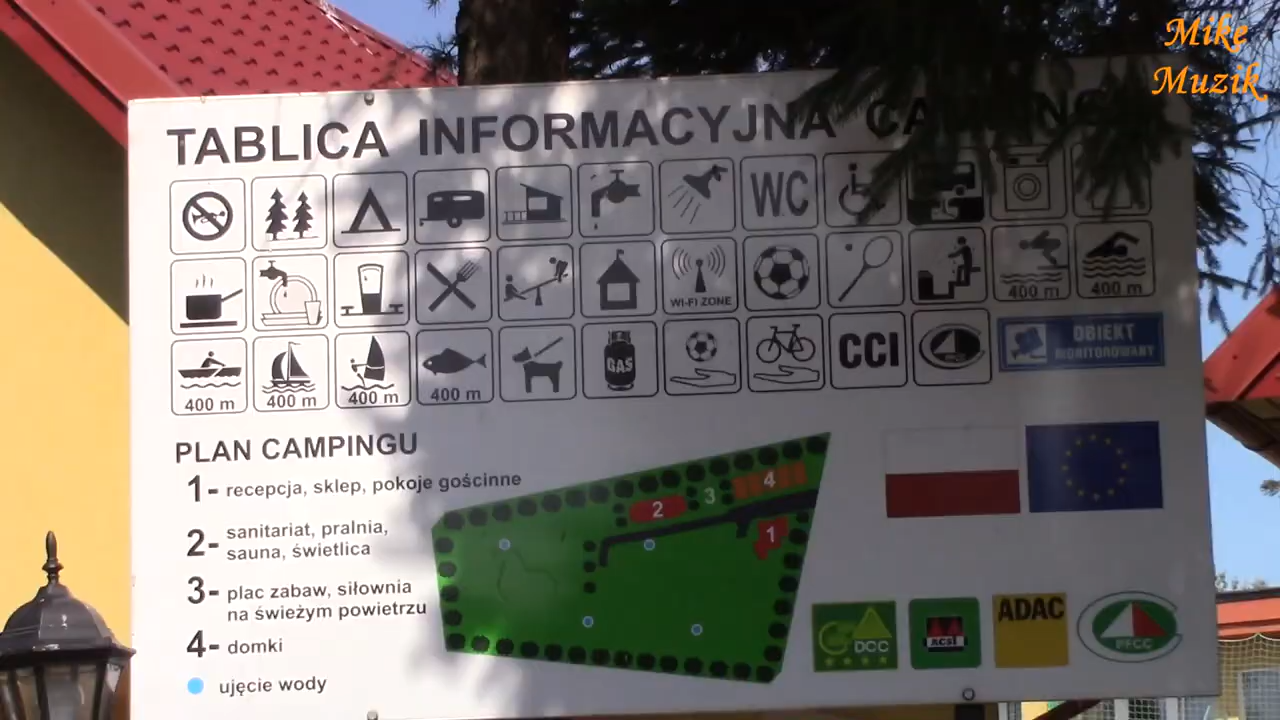 Mike
Muzik
TABLICA INFORMACYJNA
WC
WI-FI ZONE
400 m
400 m
GAS
CCI
OBIEKT
MONITOROWANY
400 m
400 m
400 m
400 m
PLAN CAMPINGU
1- recepcja, sklep, pokoje gościnne
2- sanitariat, pralnia,
sauna, świetlica
3- plac zabaw, siłownia
na świeżym powietrzu
4- domki
ujęcie wody
4
3
2
1
DCC
ACSI
ADAC
PFCC